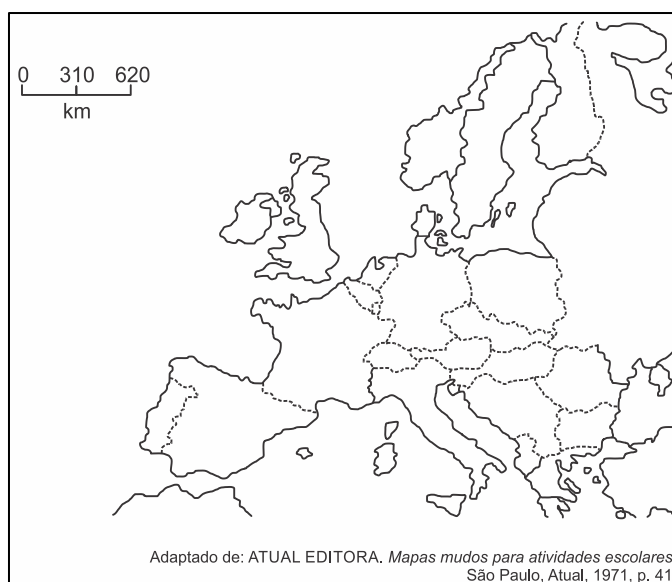 0 310 620
km
Adaptado de: ATUAL EDITORA. Mapas mudos para atividades escolares
São Paulo, Atual, 1971, p. 41